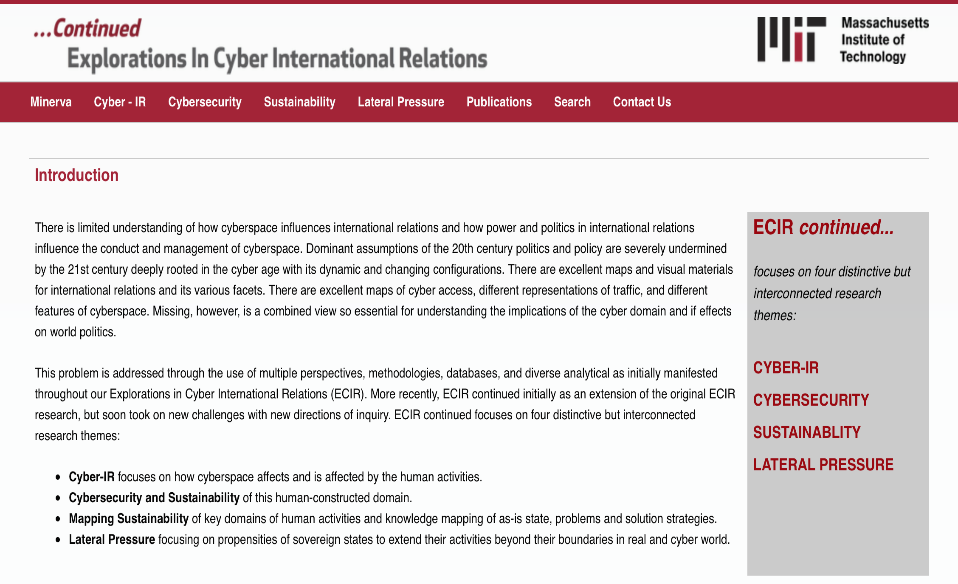 ...Continued
Explorations In Cyber International Relations
Massachusetts
Institute of
Technology
Minerva Cyber - IR Cybersecurity Sustainability Lateral Pressure Publications Search Contact Us
Introduction
There is limited understanding of how cyberspace influences international relations and how power and politics in international relations
influence the conduct and management of cyberspace. Dominant assumptions of the 20th century politics and policy are severely undermined
by the 21st century deeply rooted in the cyber age with its dynamic and changing configurations. There are excellent maps and visual materials
for international relations and its various facets. There are excellent maps of cyber access, different representations of traffic, and different
features of cyberspace. Missing, however, is a combined view so essential for understanding the implications of the cyber domain and if effects
on world politics.
This problem is addressed through the use of multiple perspectives, methodologies, databases, and diverse analytical as initially manifested
throughout our Explorations in Cyber International Relations (ECIR). More recently, ECIR continued initially as an extension of the original ECIR
research, but soon took on new challenges with new directions of inquiry. ECIR continued focuses on four distinctive but interconnected
research themes:
• Cyber-IR focuses on how cyberspace affects and is affected by the human activities.
• Cybersecurity and Sustainability of this human-constructed domain.
• Mapping Sustainability of key domains of human activities and knowledge mapping of as-is state, problems and solution strategies.
• Lateral Pressure focusing on propensities of sovereign states to extend their activities beyond their boundaries in real and cyber world.
ECIR continued...
focuses on four distinctive but
interconnected research
themes:
CYBER-IR
CYBERSECURITY
SUSTAINABLITY
LATERAL PRESSURE